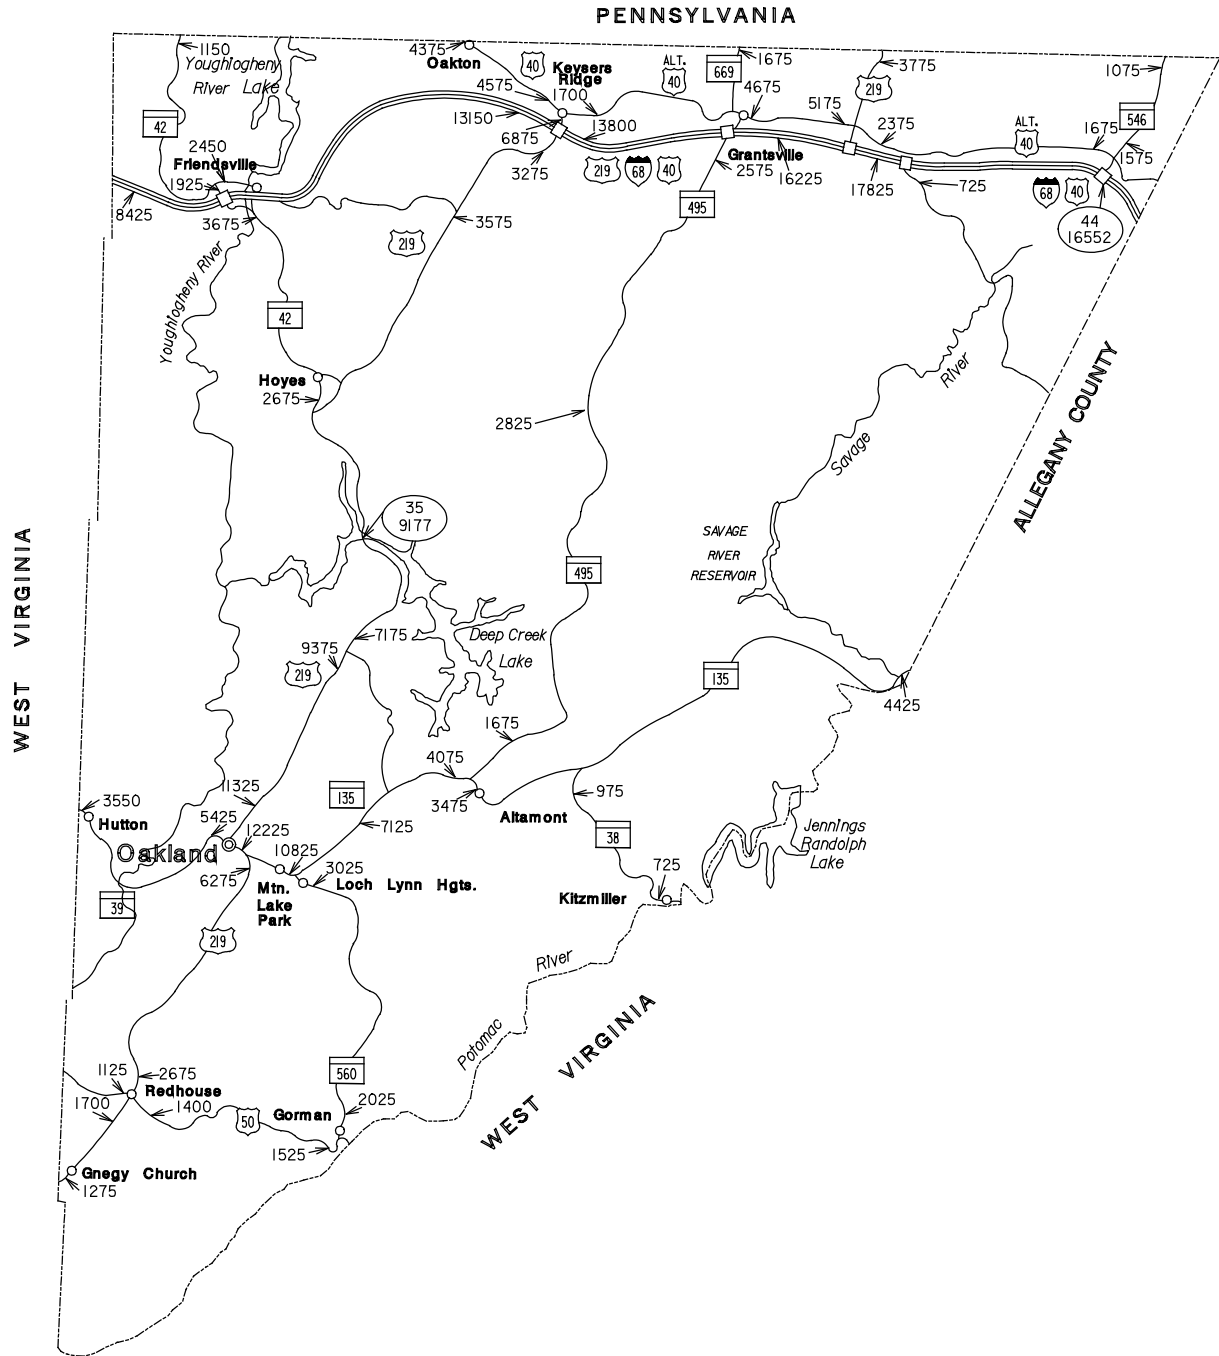 PENNSYLVANIA
1150
Youghiogheny
River Lake
4375
Oakton
40
Keysers
Ridge
ALT.
40
669
1675
3775
219
1075
546
4575
1700
13150
6875
13800
3275
4675
5175
2375
ALT.
40
1675
1575
42
2450
Friendsville
1925
8425
3675
219
68
40
Grantsville
2575
16225
17825
725
68
40
44
16552
495
3575
219
Youghiogheny River
42
Hoyes
2675
2825
River
Savage
ALLEGANY COUNTY
35
9177
SAVAGE
RIVER
RESERVOIR
495
WEST VIRGINIA
7175
9375
219
Deep Creek
Lake
135
4425
1675
4075
3475
Altamont
11325
135
7125
975
38
Jennings
Randolph
Lake
3550
Hutton
5425
12225
Oakland
10825
6275
3025
Mtn.
Lake
Park
Loch Lynn Hgts.
725
Kitzmiller
39
219
River
Potomac
WEST VIRGINIA
560
1125
2675
Redhouse
1700
1400
50
Gorman
2025
1525
Gnegy Church
1275